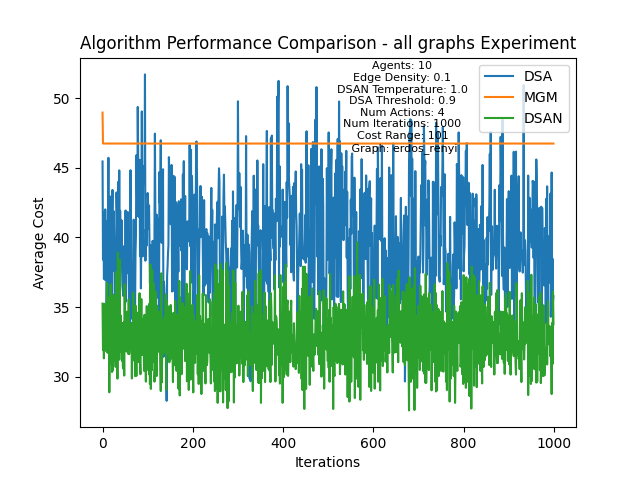 Algorithm Performance Comparison - all graphs Experiment
Agents: 10
Edge Density: 0.1
DSAN Temperature: 1.0
DSA Threshold: 0.9
Num Actions: 4
Num Iterations: 1000
Cost Range: 101
Graph: erdos_renyi
DSA
MGM
DSAN
Average Cost
50
45
40
35
30
0
200
400
600
800
1000
Iterations